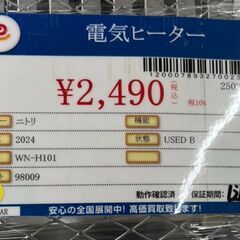 電気ヒーター
¥2,490
税込
税10%
ニトリ
機能
2024
状態
USED B
WN-H101
98009
動作確認済
保証期間
安心の全国展開中!高価買取致します!